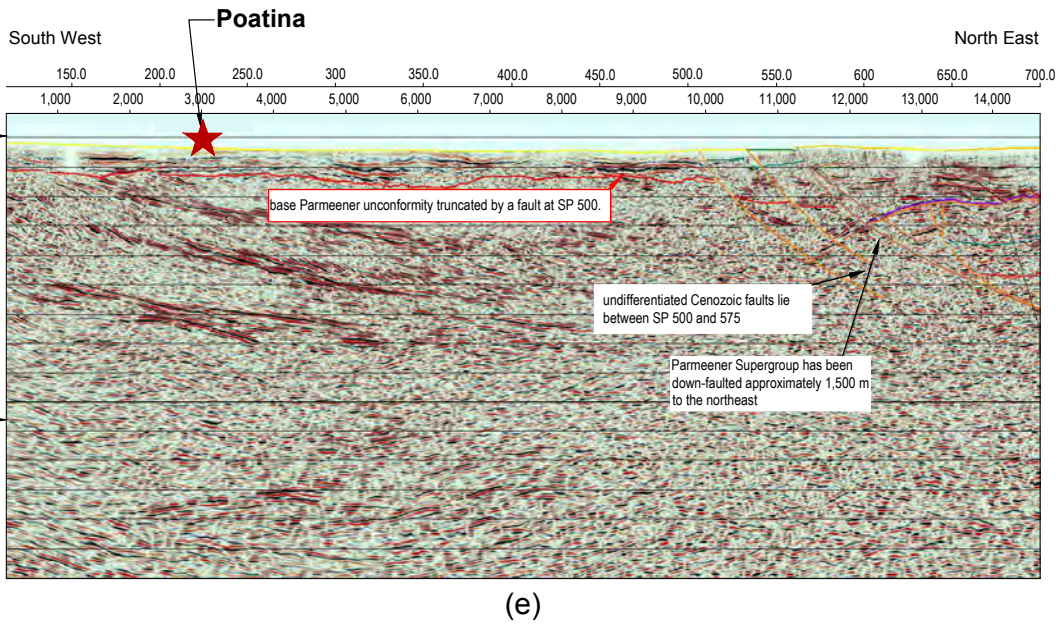 Poatina
South West
North East
150.0 200.0 250.0 300 350.0 400.0 450.0 500.0 550.0 600 650.0 700.0
1,000 2,000 3,000 4,000 5,000 6,000 7,000 8,000 9,000 10,000 11,000 12,000 13,000 14,000
base Parmeener unconformity truncated by a fault at SP 500.
undifferentiated Cenozoic faults lie
between SP 500 and 575
Parmeener Supergroup has been
down-faulted approximately 1,500 m
to the northeast
(e)